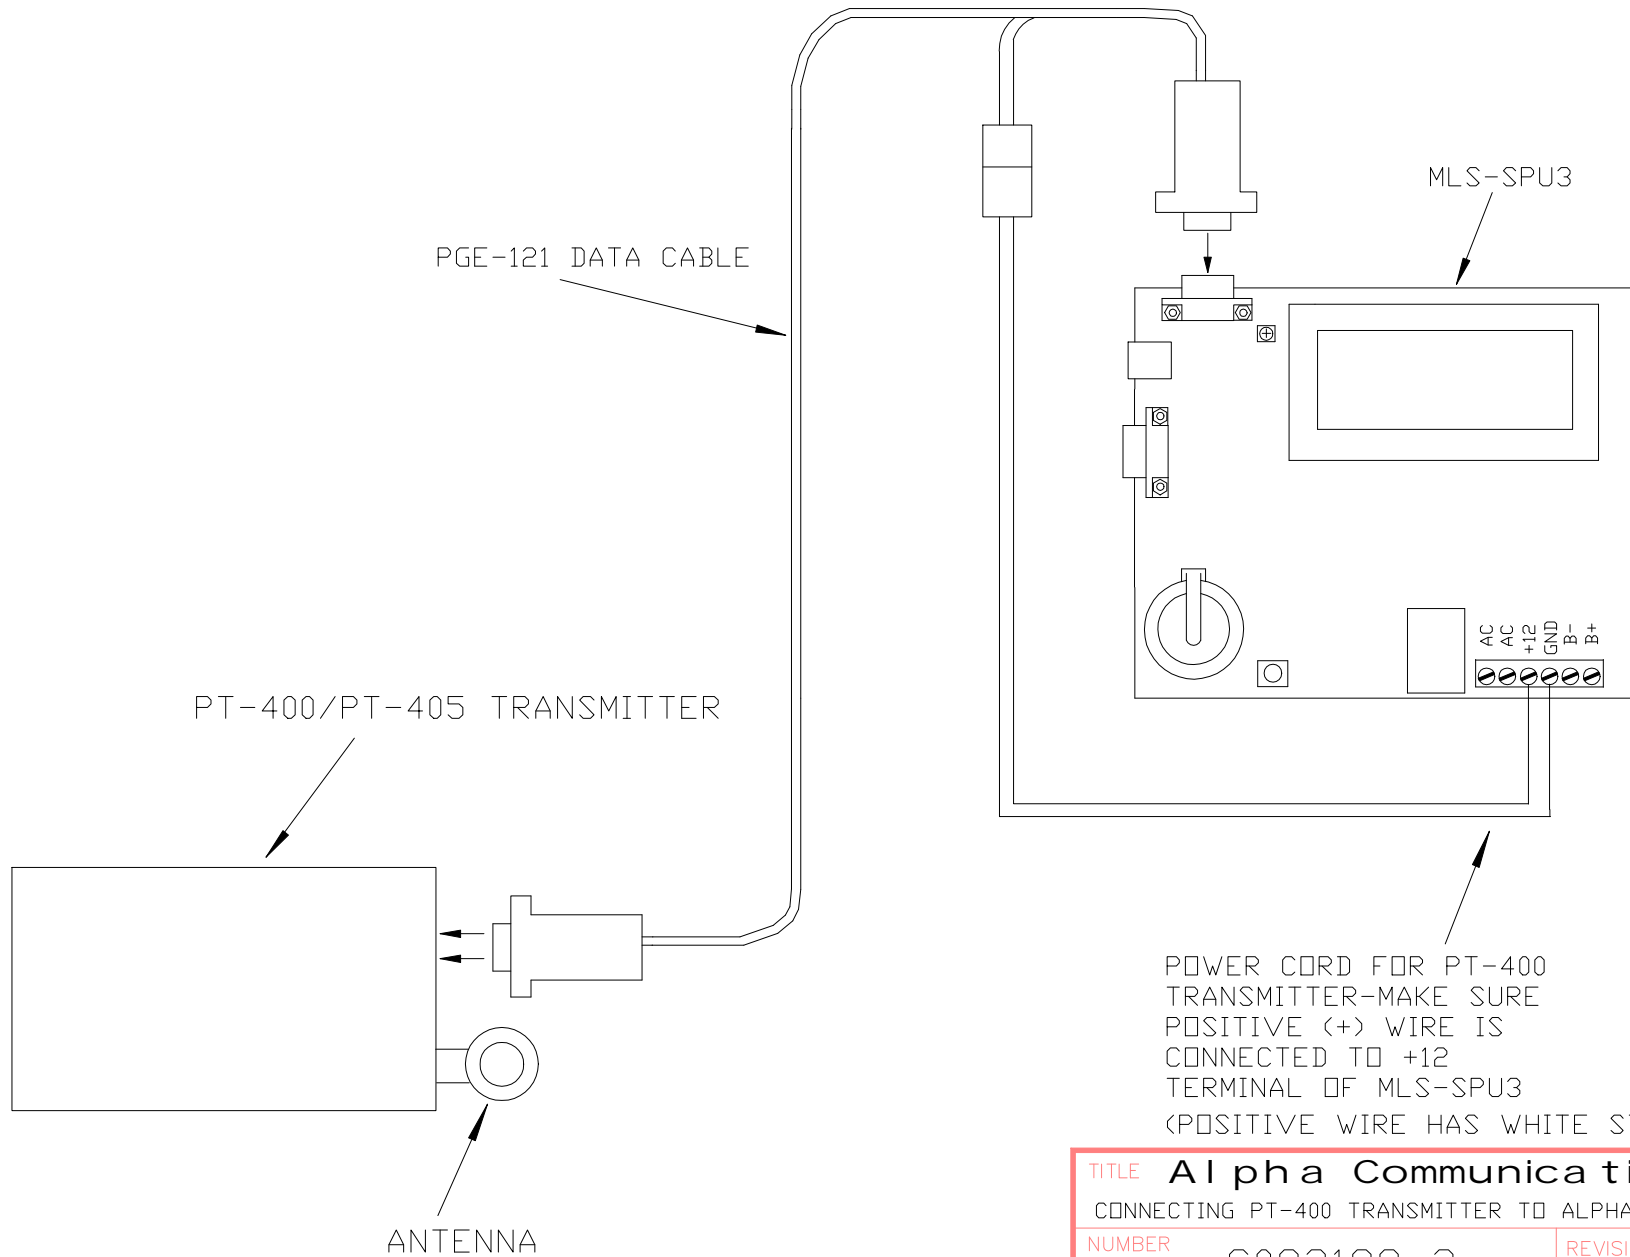 MLS-SPU3
PGE-121 DATA CABLE
AC
AC
+12
GND
B-
B+
PT-400/PT-405 TRANSMITTER
POWER CORD FOR PT-400
TRANSMITTER-MAKE SURE
POSITIVE (+) WIRE IS
CONNECTED TO +12
TERMINAL OF MLS-SPU3
(POSITIVE WIRE HAS WHITE
ANTENNA
TITLE Alpha
CONNECTING PT-400 TRANSMITTER TO ALPHA
NUMBER